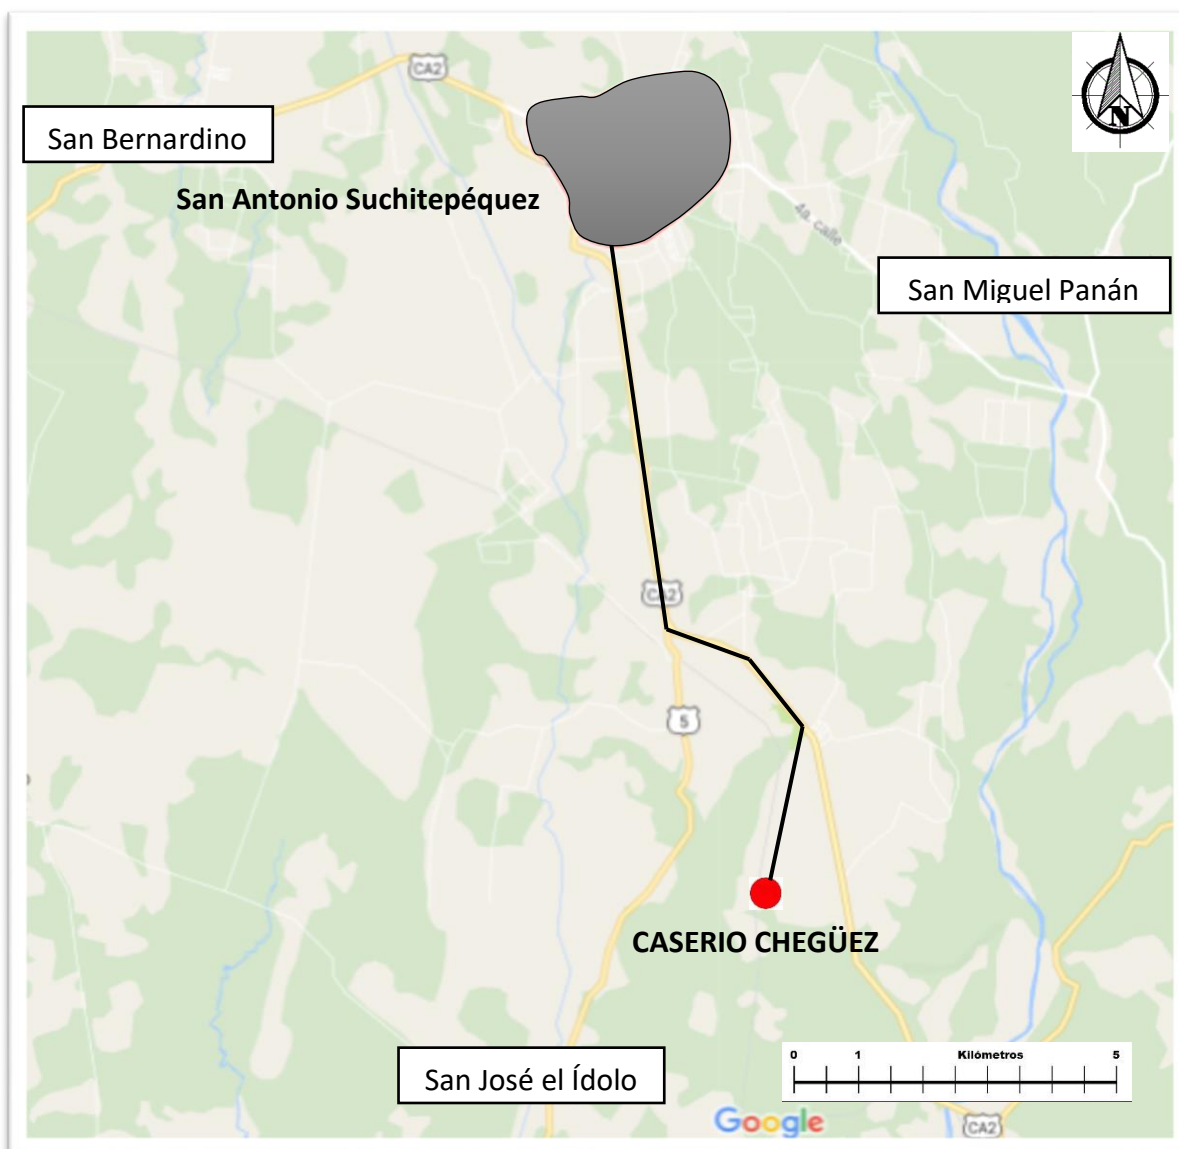 CA2
San Bernardino
San Antonio Suchitepéquez
N
4a. calle
San Miguel Panán
CA2
5
CASERIO CHEGÜEZ
San José el Ídolo
0 1 Kilómetros 5
Google
CA2